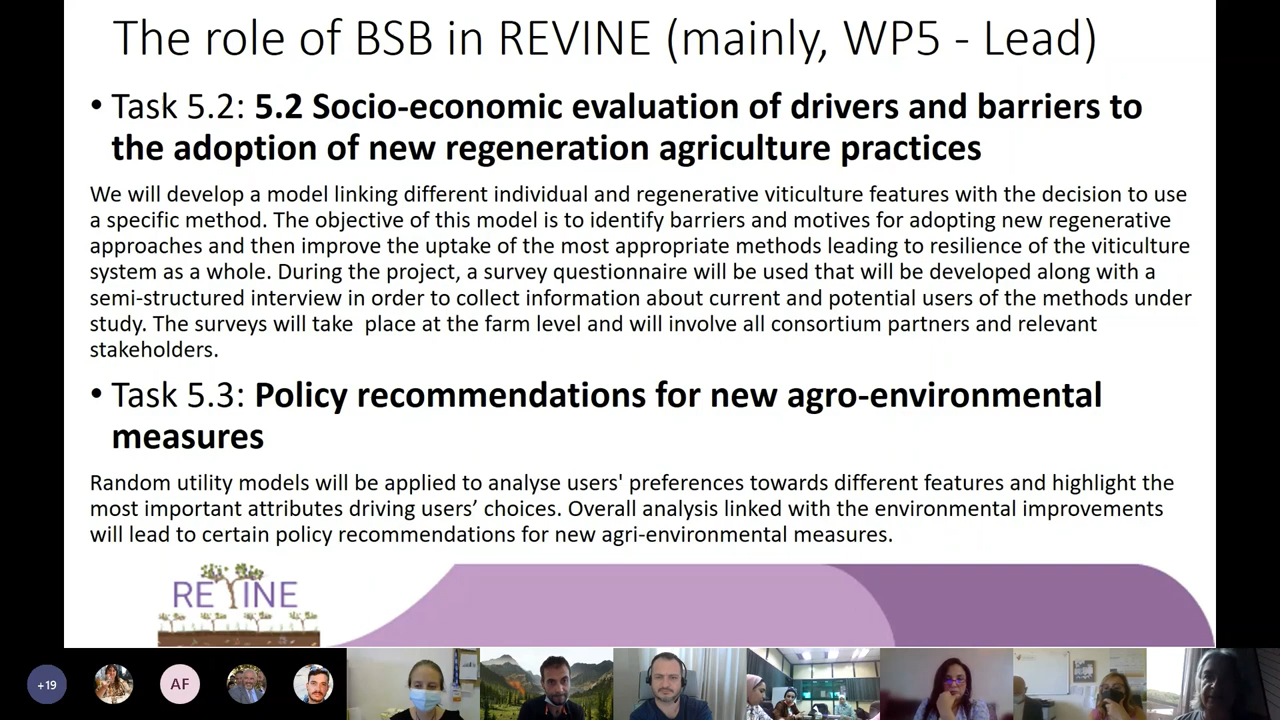 The role of BSB in REVINE (mainly, WP5 - Lead)
• Task 5.2: 5.2 Socio-economic evaluation of drivers and barriers to
the adoption of new regeneration agriculture practices
We will develop a model linking different individual and regenerative viticulture features with the decision to use
a specific method. The objective of this model is to identify barriers and motives for adopting new regenerative
approaches and then improve the uptake of the most appropriate methods leading to resilience of the viticulture
system as a whole. During the project, a survey questionnaire will be used that will be developed along with a
semi-structured interview in order to collect information about current and potential users of the methods under
study. The surveys will take  place at the farm level and will involve all consortium partners and relevant
stakeholders.
• Task 5.3: Policy recommendations for new agro-environmental
measures
Random utility models will be applied to analyse users' preferences towards different features and highlight the
most important attributes driving users’ choices. Overall analysis linked with the environmental improvements
will lead to certain policy recommendations for new agri-environmental measures.
REVINE
+19
AF